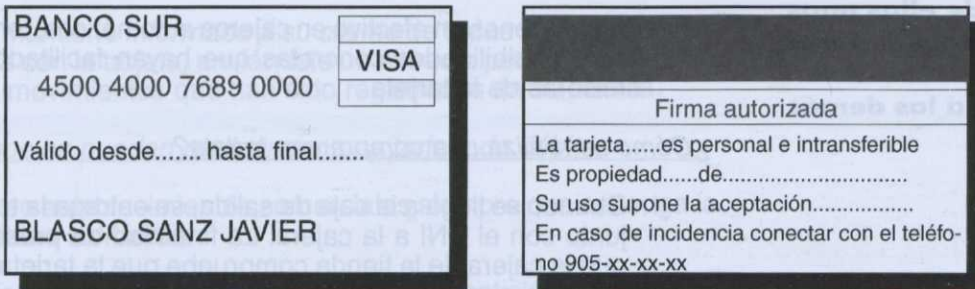 BANCO SUR
VISA
4500 4000 7689 0000
Válido desde....... hasta final.......
BLASCO SANZ JAVIER
Firma autorizada
La tarjeta......es personal e intransferible
Es propiedad......de............................
Su uso supone la aceptación..................
En caso de incidencia conectar con el teléfo-
no 905-xx-xx-xx
a los